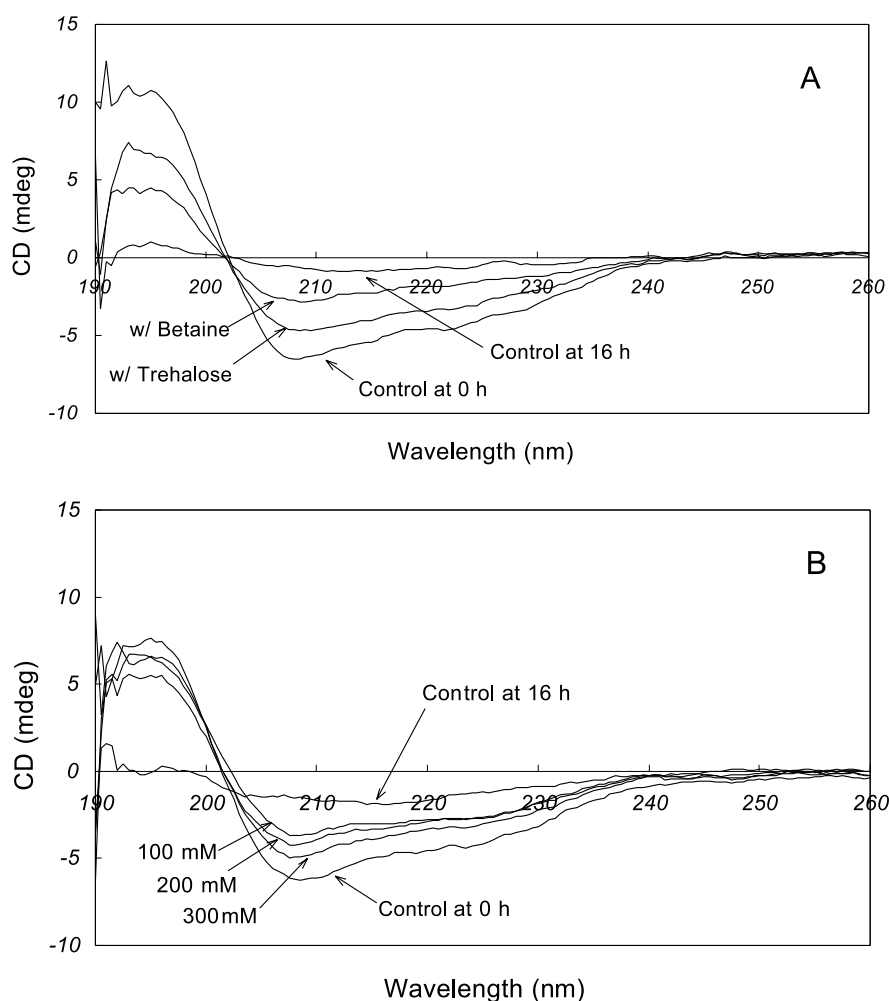 15
A
10
5
CD (mdeg)
0
190
200
210
220
230
240
250
260
w/ Betaine
Control at 16 h
-5
w/ Trehalose
Control at 0 h
-10
Wavelength (nm)
15
B
10
5
Control at 16 h
CD (mdeg)
0
190
200
210
220
230
240
250
260
100 mM
200 mM
-5
300mM
Control at 0 h
-10
Wavelength (nm)